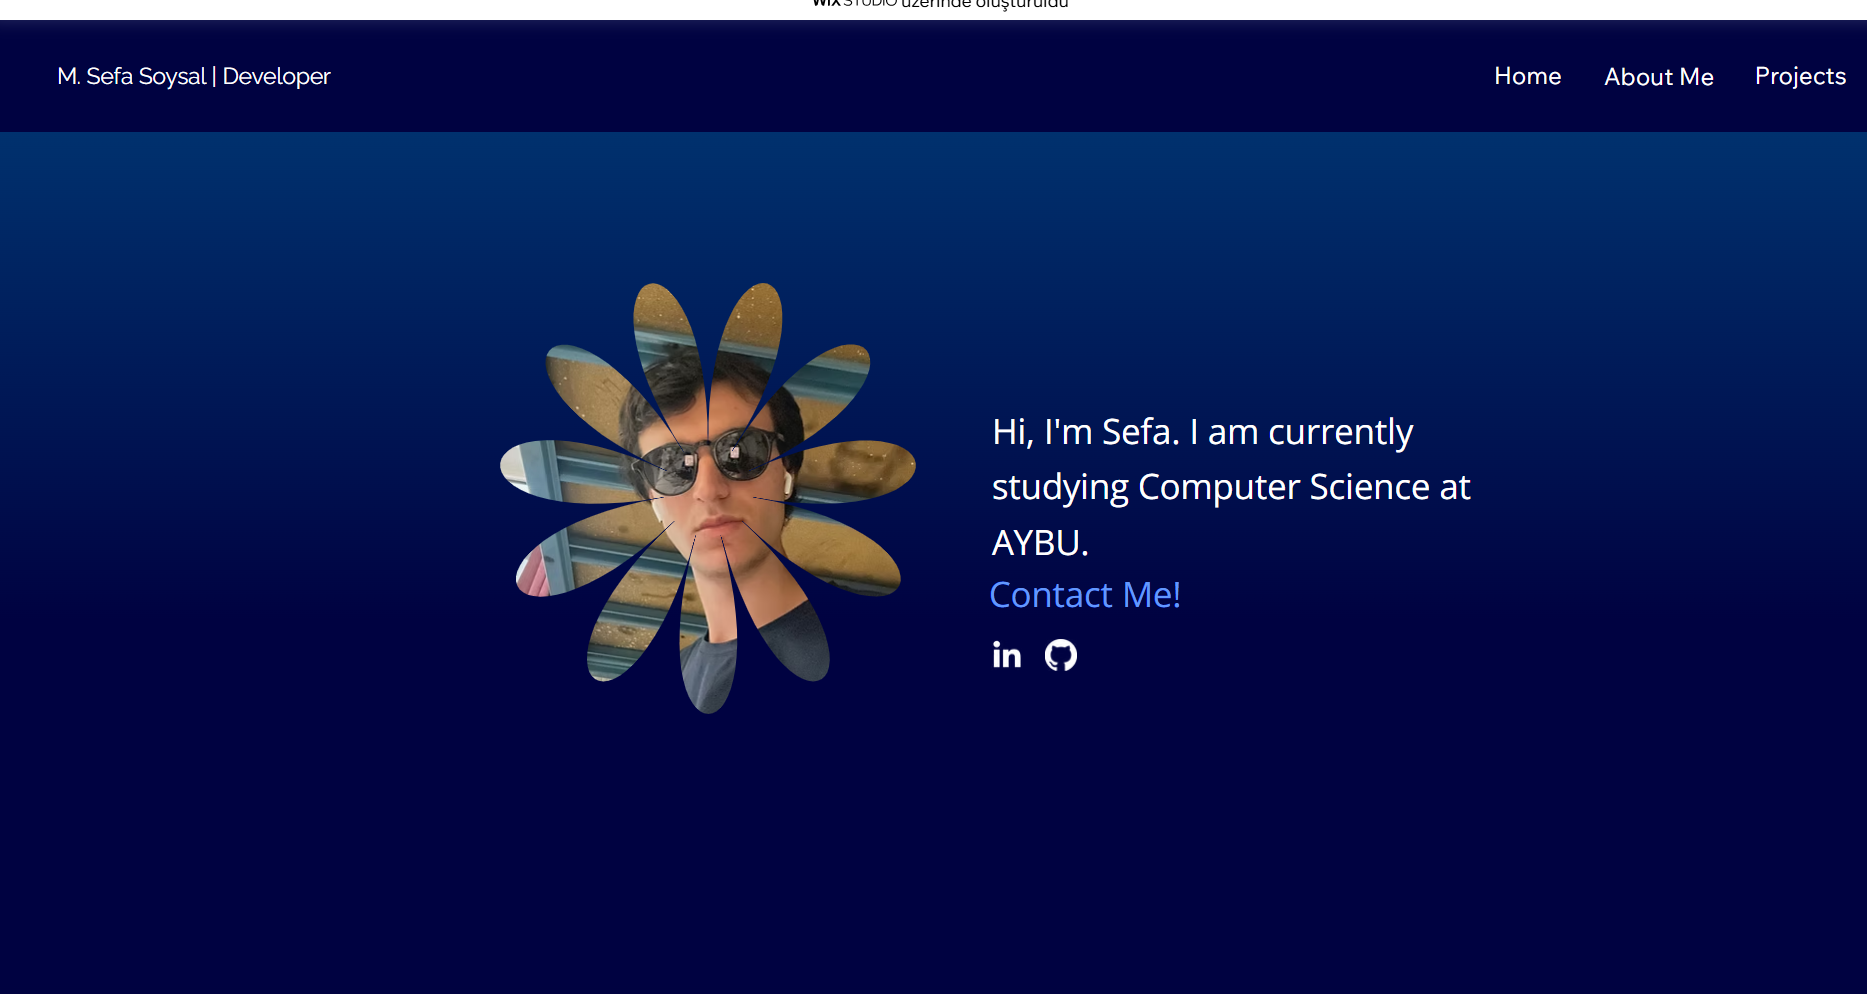 WIX STUDIO üzerinde oluşturuldu
M. Sefa Soysal | Developer
Home
About Me
Projects
Hi, I'm Sefa. I am currently
studying Computer Science at
AYBU.
Contact Me!
in